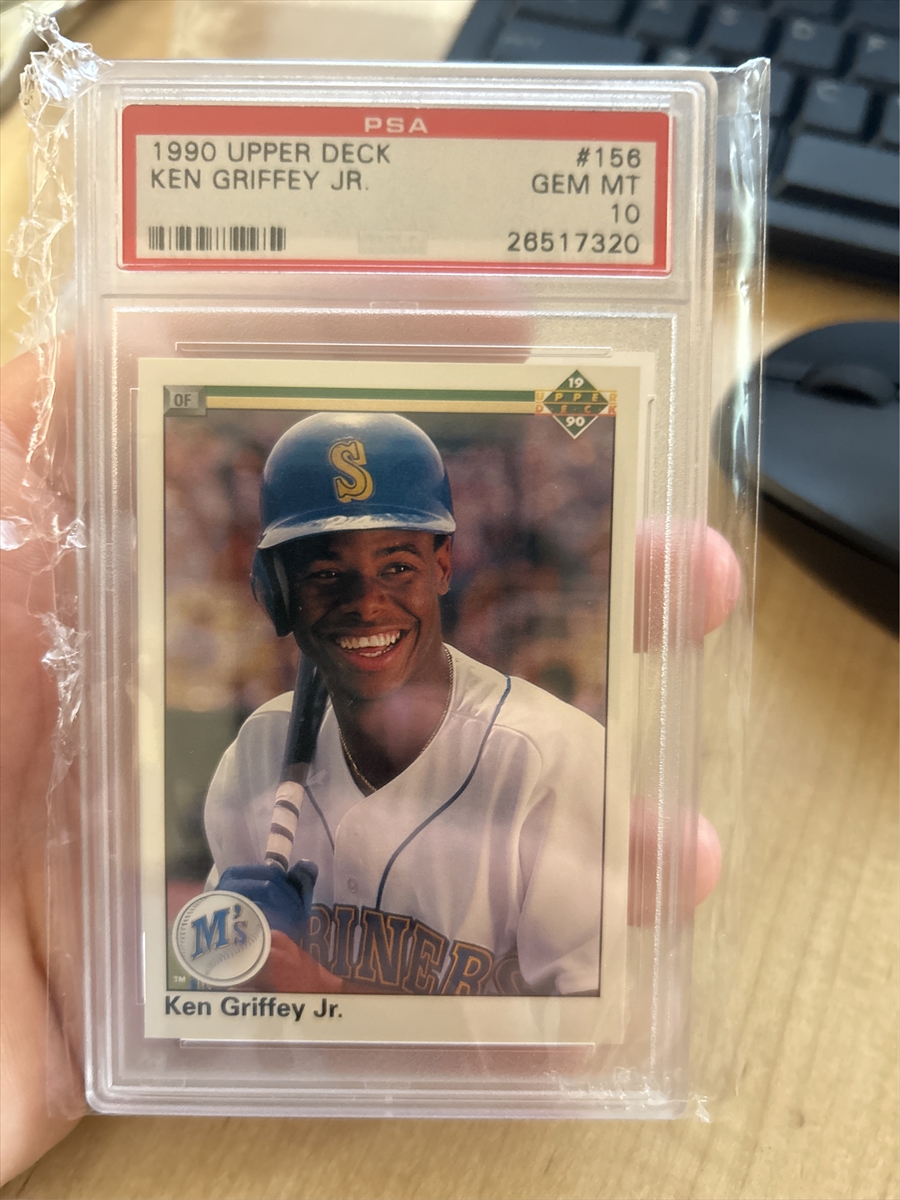 PSA
1990 UPPER DECK #156
KEN GRIFFEY JR. GEM MT
10
26517320
OF
19
UPPER
DECK
90
S
RINERS
M's
TM
Ken Griffey Jr.